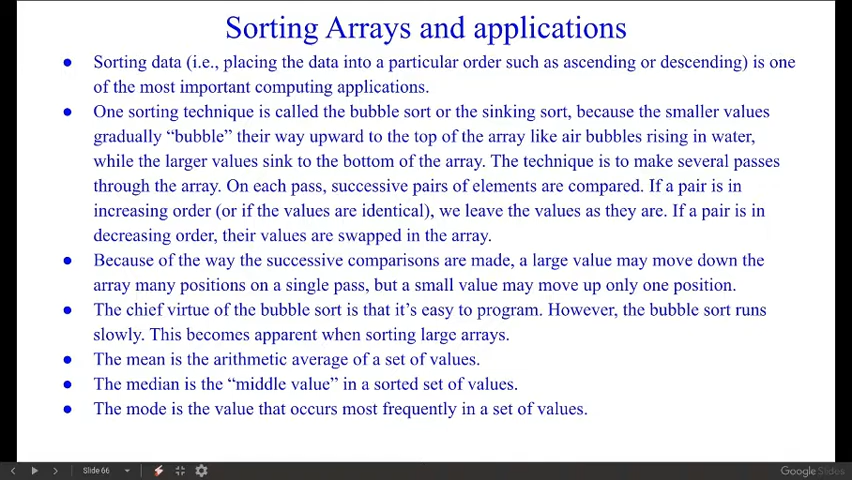 Sorting Arrays and applications
● Sorting data (i.e., placing the data into a particular order such as ascending or descending) is one
of the most important computing applications.
● One sorting technique is called the bubble sort or the sinking sort, because the smaller values
gradually “bubble” their way upward to the top of the array like air bubbles rising in water,
while the larger values sink to the bottom of the array. The technique is to make several passes
through the array. On each pass, successive pairs of elements are compared. If a pair is in
increasing order (or if the values are identical), we leave the values as they are. If a pair is in
decreasing order, their values are swapped in the array.
● Because of the way the successive comparisons are made, a large value may move down the
array many positions on a single pass, but a small value may move up only one position.
● The chief virtue of the bubble sort is that it’s easy to program. However, the bubble sort runs
slowly. This becomes apparent when sorting large arrays.
● The mean is the arithmetic average of a set of values.
● The median is the “middle value” in a sorted set of values.
● The mode is the value that occurs most frequently in a set of values.
Slide 66
Google Slides